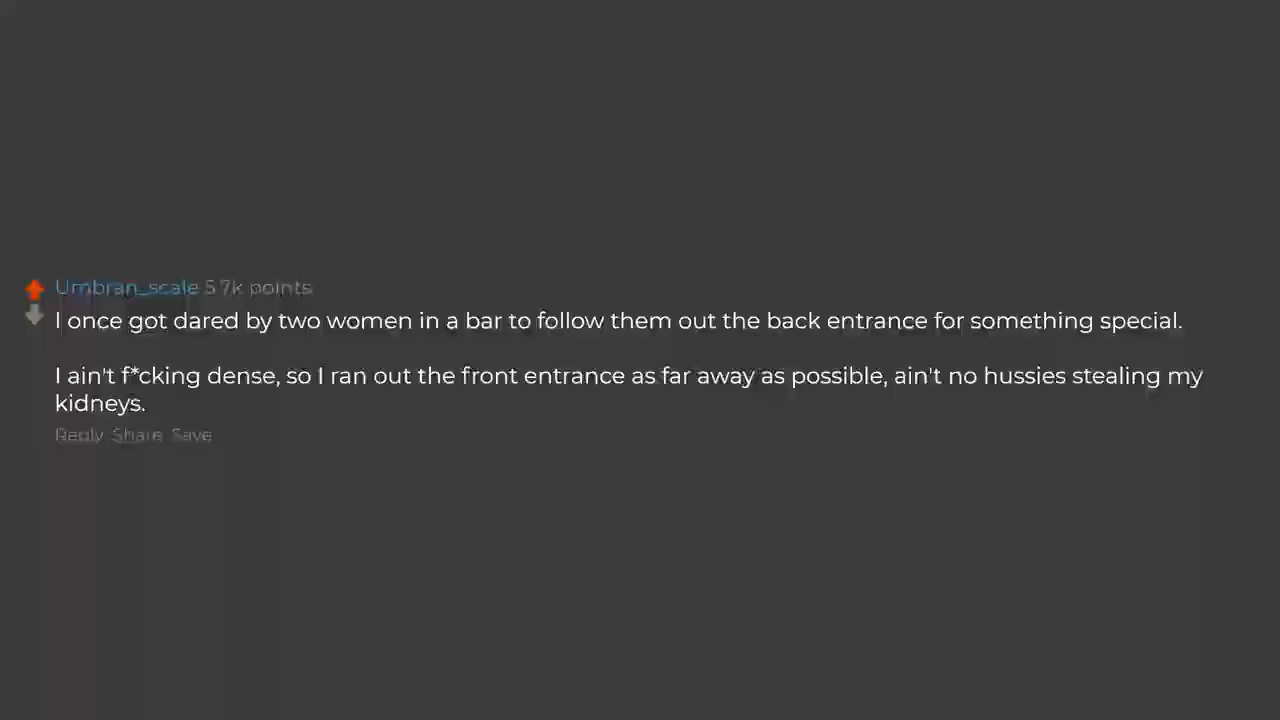 Umbran_scale 5.7k points
I once got dared by two women in a bar to follow them out the back entrance for something special.
I ain't f*cking dense, so I ran out the front entrance as far away as possible, ain't no hussies stealing my
kidneys.
Reply Share Save